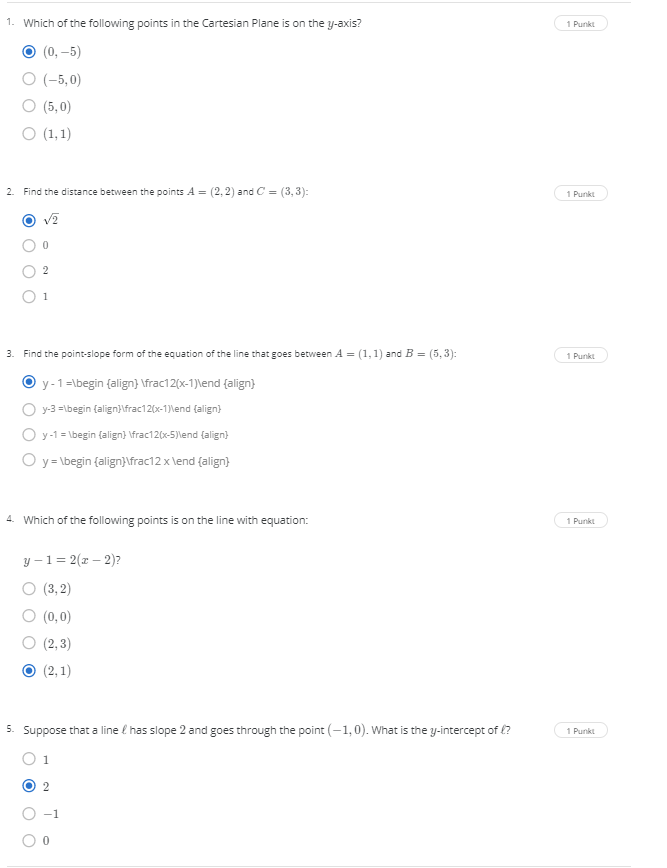 1. Which of the following points in the Cartesian Plane is on the y-axis? 1 Punkt
(0, −5)
(−5, 0)
(5, 0)
(1, 1)
2. Find the distance between the points A = (2, 2) and C = (3, 3): 1 Punkt
√2
0
2
1
3. Find the point-slope form of the equation of the line that goes between A = (1, 1) and B = (5, 3): 1 Punkt
y - 1 =\begin {align} \frac12(x-1)\end {align}
y-3 =\begin {align}\frac12(x-1)\end {align}
y -1 = \begin {align} \frac12(x-5)\end {align}
y = \begin {align}\frac12 x \end {align}
4. Which of the following points is on the line with equation: 1 Punkt
y − 1 = 2(x − 2)?
(3, 2)
(0, 0)
(2, 3)
(2, 1)
5. Suppose that a line ℓ has slope 2 and goes through the point (−1, 0). What is the y-intercept of ℓ? 1 Punkt
1
2
−1
0